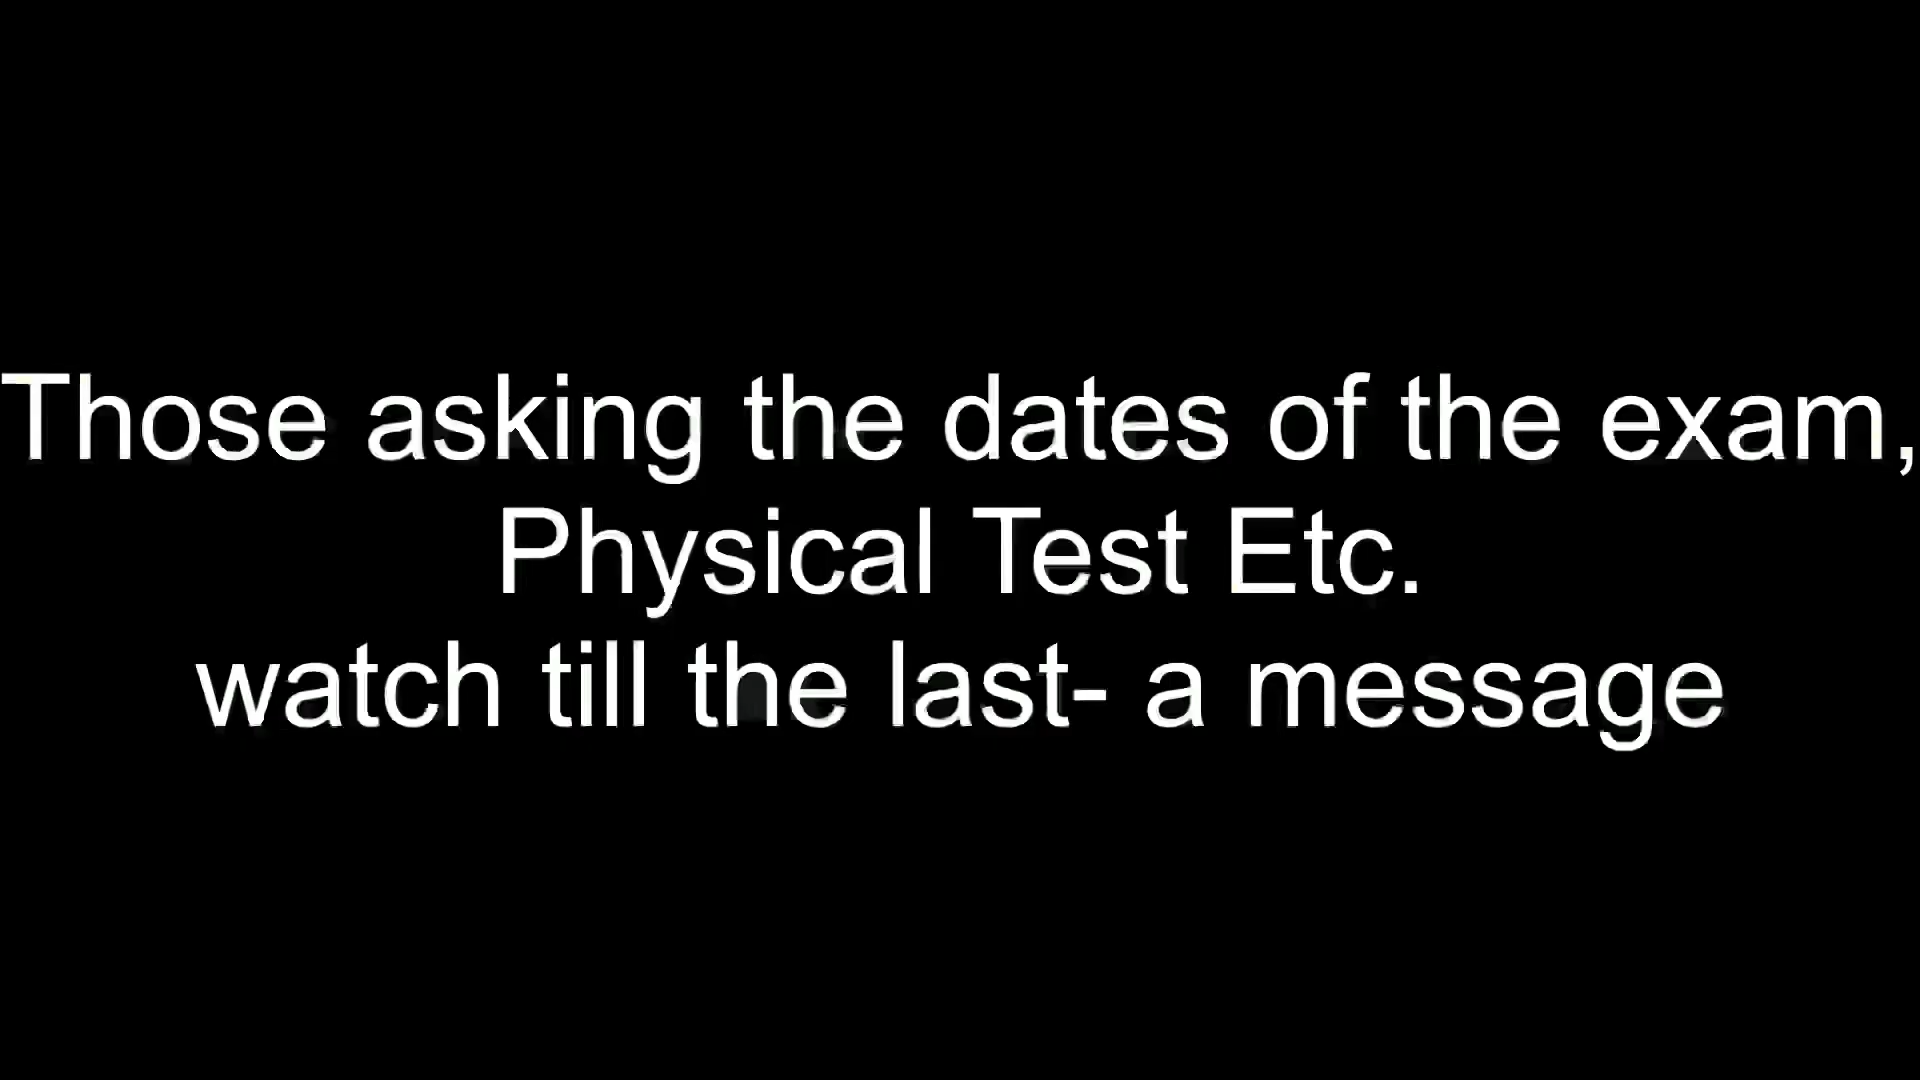 Those asking the dates of the exam,
Physical Test Etc.
watch till the last- a message